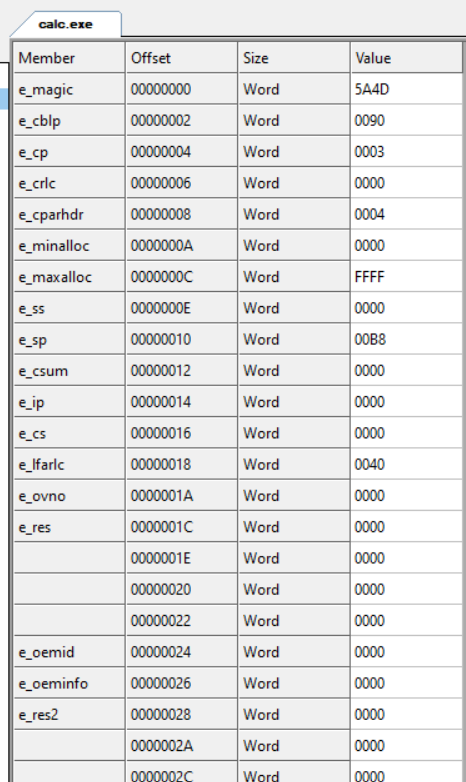 calc.exe
Member Offset Size Value
e_magic 00000000 Word 5A4D
e_cblp 00000002 Word 0090
e_cp 00000004 Word 0003
e_crlc 00000006 Word 0000
e_cparhdr 00000008 Word 0004
e_minalloc 0000000A Word 0000
e_maxalloc 0000000C Word FFFF
e_ss 0000000E Word 0000
e_sp 00000010 Word 00B8
e_csum 00000012 Word 0000
e_ip 00000014 Word 0000
e_cs 00000016 Word 0000
e_lfarlc 00000018 Word 0040
e_ovno 0000001A Word 0000
e_res 0000001C Word 0000
0000001E Word 0000
00000020 Word 0000
00000022 Word 0000
e_oemid 00000024 Word 0000
e_oeminfo 00000026 Word 0000
e_res2 00000028 Word 0000
0000002A Word 0000
0000002C Word 0000